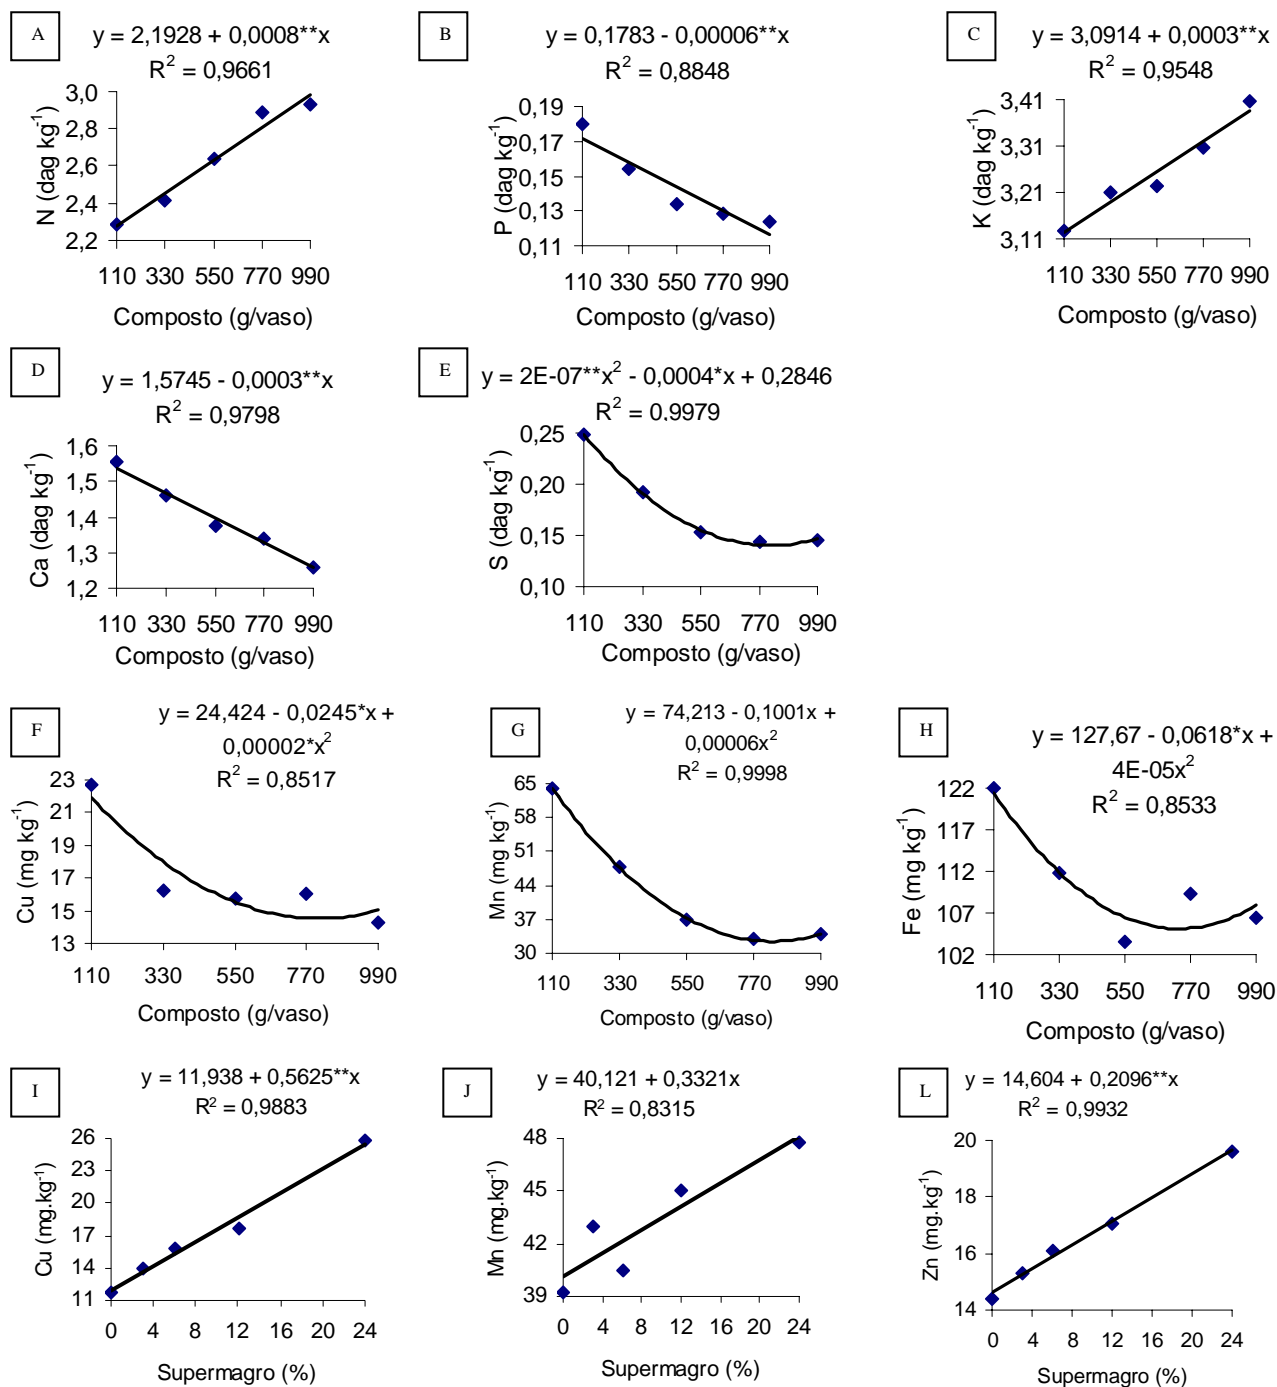 A
y = 2,1928 + 0,0008**x
R² = 0,9661
N (dag kg⁻¹)
3,0
2,8
2,6
2,4
2,2
110 330 550 770 990
Composto (g/vaso)
B
y = 0,1783 - 0,00006**x
R² = 0,8848
P (dag kg⁻¹)
0,19
0,17
0,15
0,13
0,11
110 330 550 770 990
Composto (g/vaso)
C
y = 3,0914 + 0,0003**x
R² = 0,9548
K (dag kg⁻¹)
3,41
3,31
3,21
3,11
110 330 550 770 990
Composto (g/vaso)
D
y = 1,5745 - 0,0003**x
R² = 0,9798
Ca (dag kg⁻¹)
1,6
1,5
1,4
1,3
1,2
110 330 550 770 990
Composto (g/vaso)
E
y = 2E-07**x² - 0,0004*x + 0,2846
R² = 0,9979
S (dag kg⁻¹)
0,25
0,20
0,15
0,10
110 330 550 770 990
Composto (g/vaso)
F
y = 24,424 - 0,0245*x +
0,00002*x²
R² = 0,8517
Cu (mg kg⁻¹)
23
21
19
17
15
13
110 330 550 770 990
Composto (g/vaso)
G
y = 74,213 - 0,1001x +
0,00006x²
R² = 0,9998
Mn (mg kg⁻¹)
65
58
51
44
37
30
110 330 550 770 990
Composto (g/vaso)
H
y = 127,67 - 0,0618*x +
4E-05x²
R² = 0,8533
Fe (mg kg⁻¹)
122
117
112
107
102
110 330 550 770 990
Composto (g/vaso)
I
y = 11,938 + 0,5625**x
R² = 0,9883
Cu (mg.kg⁻¹)
26
23
20
17
14
11
0 4 8 12 16 20 24
Supermagro (%)
J
y = 40,121 + 0,3321x
R² = 0,8315
Mn (mg.kg⁻¹)
48
45
42
39
0 4 8 12 16 20 24
Supermagro (%)
L
y = 14,604 + 0,2096**x
R² = 0,9932
Zn (mg.kg⁻¹)
20
18
16
14
0 4 8 12 16 20 24
Supermagro (%)